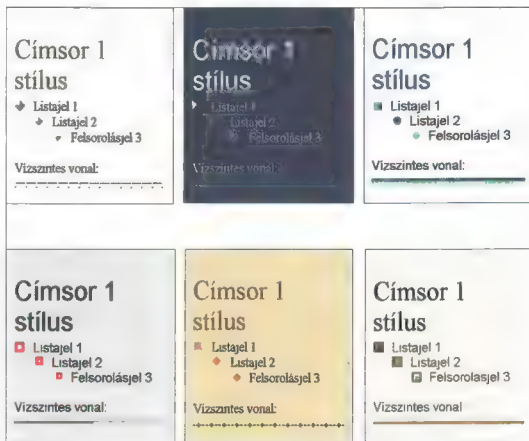 Címsor 1
stílus
Listajel 1
Listajel 2
Felsorolásjel 3
Vízszintes vonal:
Címsor 1
stílus
Listajel 1
Listajel 2
Felsorolásjel 3
Vízszintes vonal:
Címsor 1
stílus
Listajel 1
Listajel 2
Felsorolásjel 3
Vízszintes vonal:
Címsor 1
stílus
Listajel 1
Listajel 2
Felsorolásjel 3
Vízszintes vonal:
Címsor 1
stílus
Listajel 1
Listajel 2
Felsorolásjel 3
Vízszintes vonal:
Címsor 1
stílus
Listajel 1
Listajel 2
Felsorolasjel 3
Vízszintes vonal